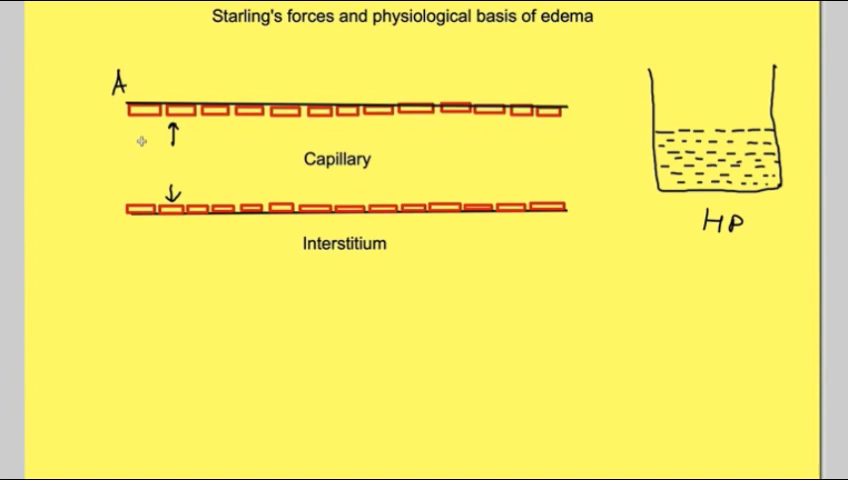 Starling's forces and physiological basis of edema
A
Capillary
HP
Interstitium